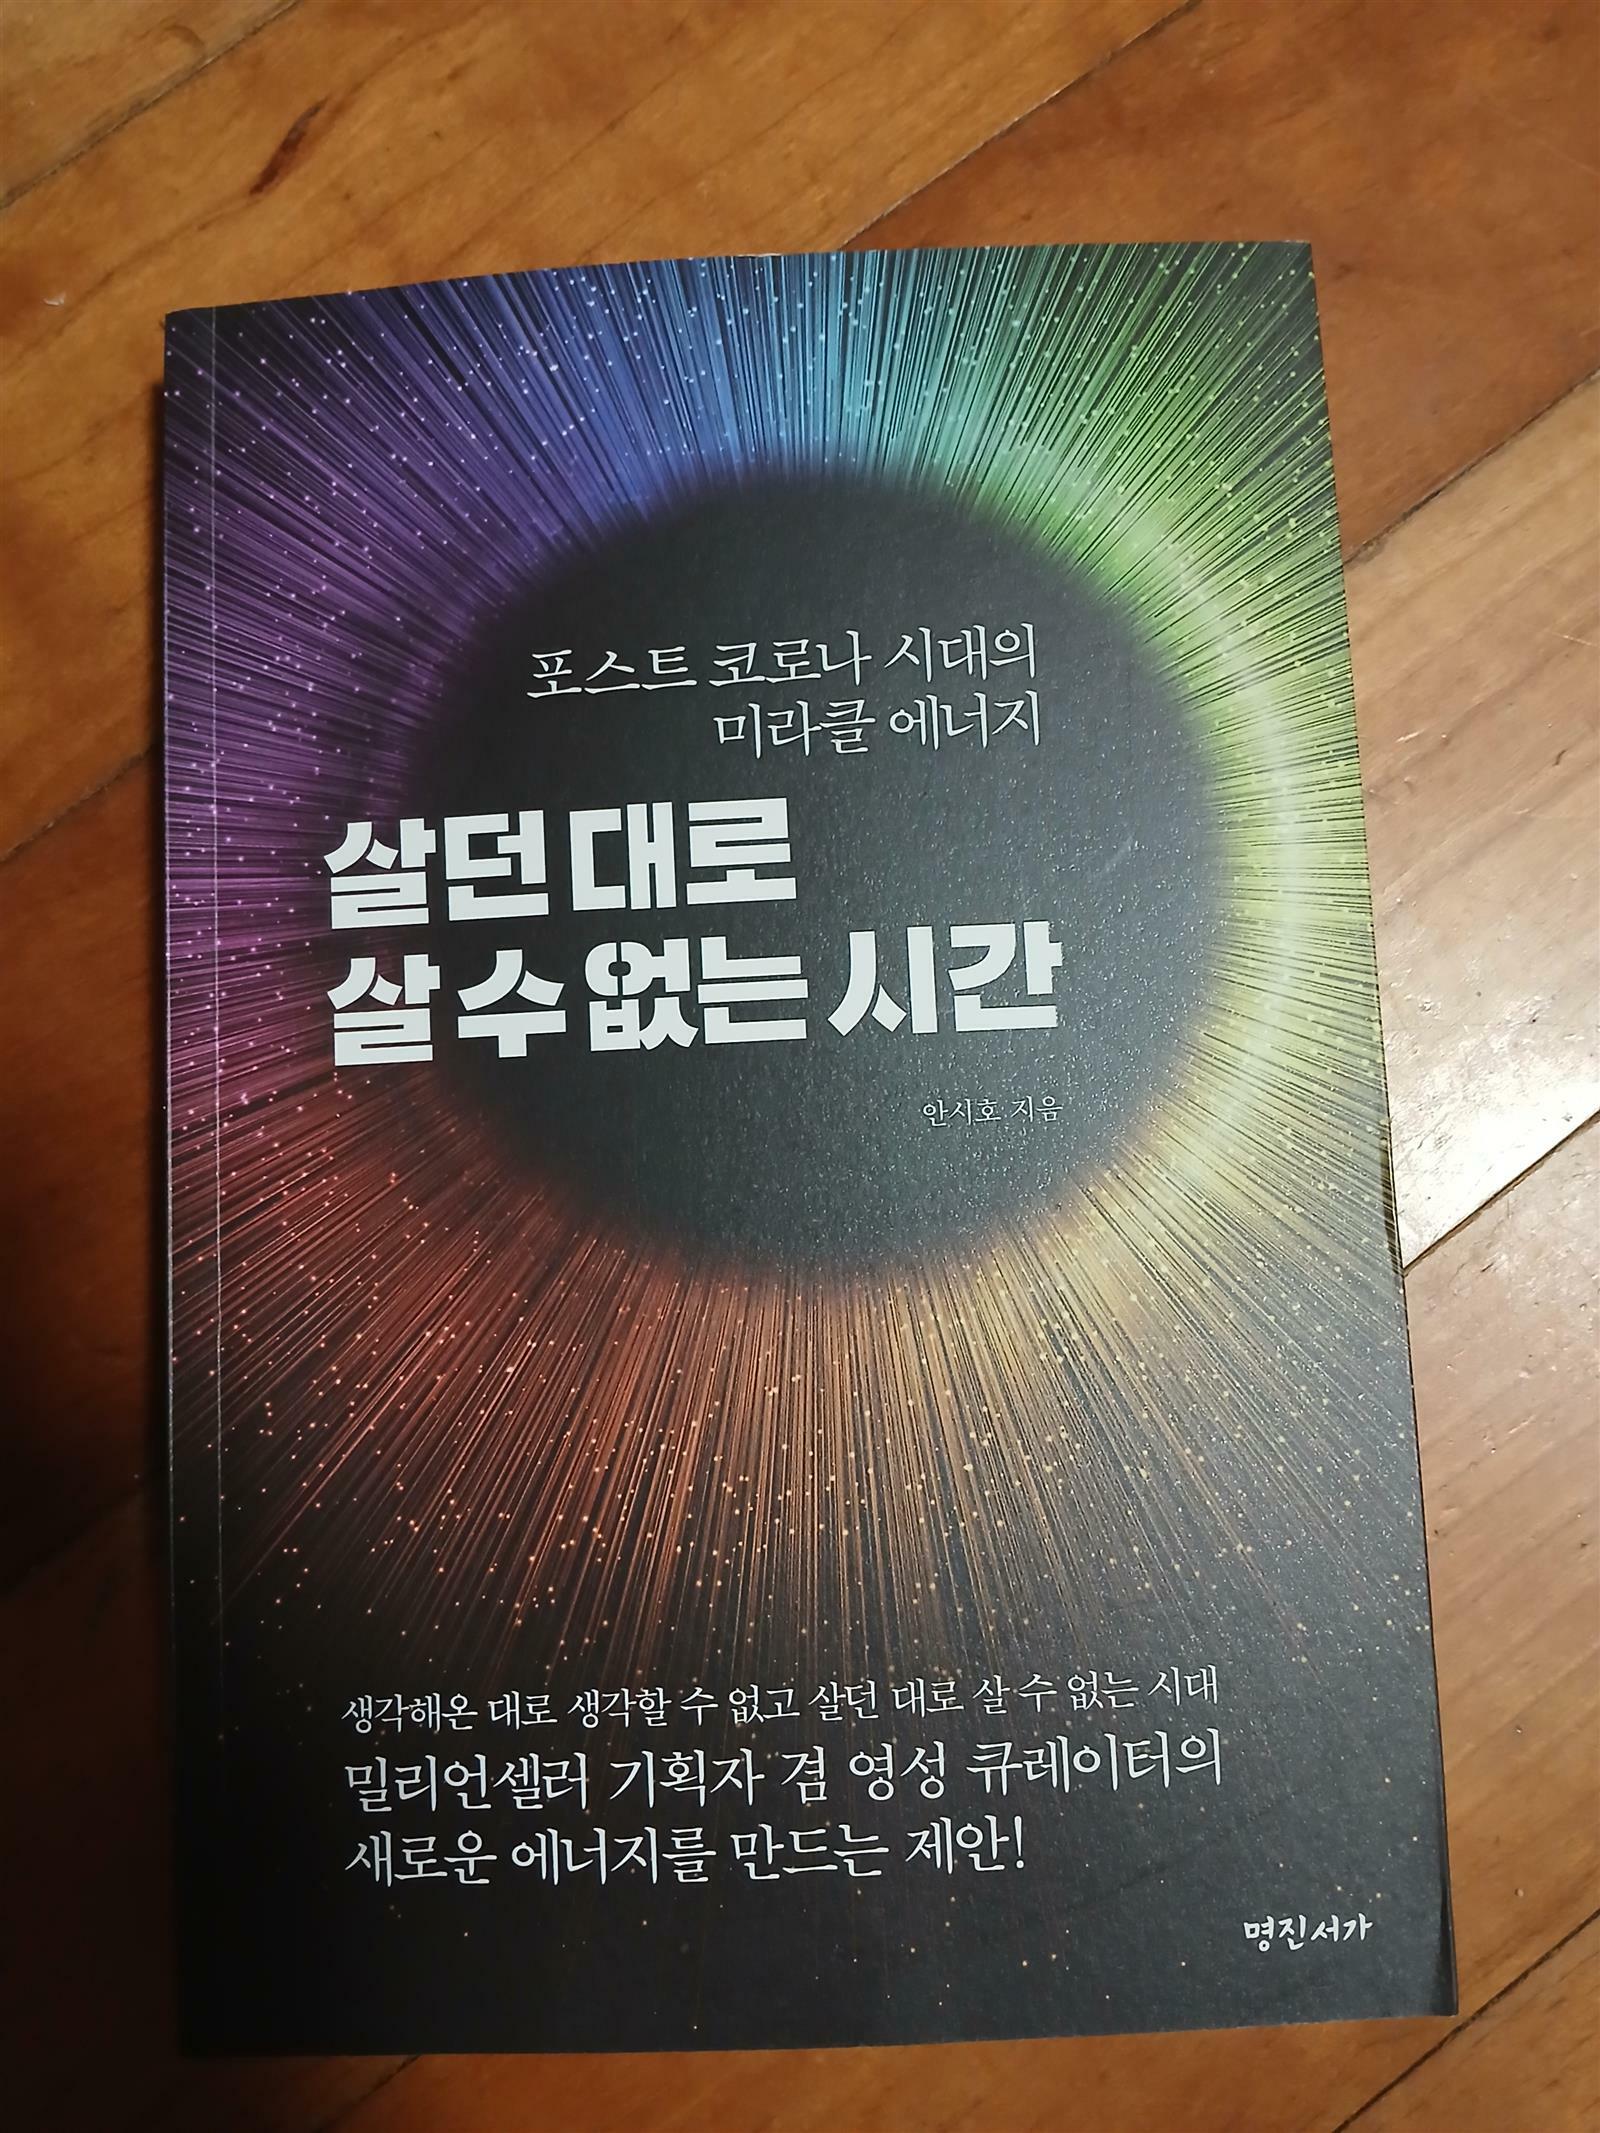 포스트 코로나 시대의
미라클 에너지
살던 대로
살 수 없는 시간
안시호 지음
생각해온 대로 생각할 수 없고 살던 대로 살 수 없는 시대
밀리언셀러 기획자 겸 영성 큐레이터의
새로운 에너지를 만드는 제안!
명진서가